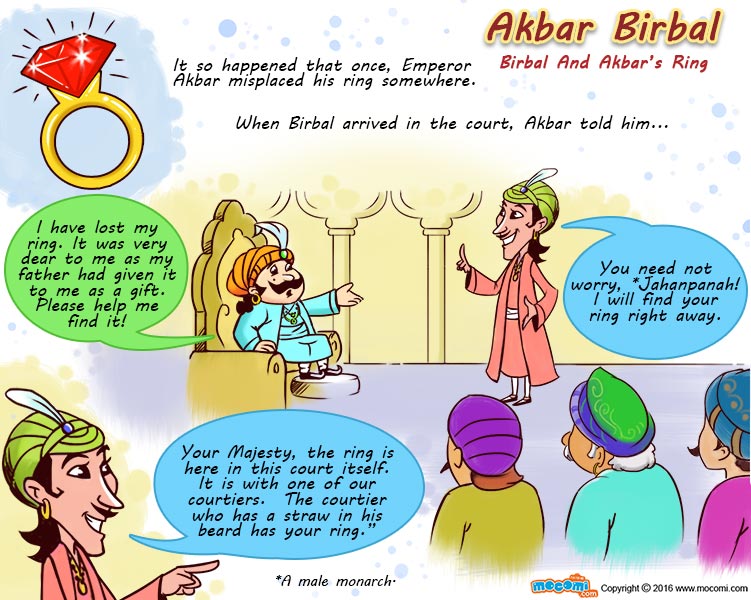 Akbar Birbal
Birbal And Akbar's Ring
It so happened that once, Emperor
Akbar misplaced his ring somewhere.
When Birbal arrived in the court, Akbar told him...
I have lost my
ring. It was very
dear to me as my
father had given it
to me as a gift.
Please help me
find it!
You need not
worry, *Jahanpanah!
I will find your
ring right away.
Your Majesty, the ring is
here in this court itself.
It is with one of our
courtiers. The courtier
who has a straw in his
beard has your ring.”
*A male monarch.
mocomi.com
Copyright © 2016 www.mocomi.com